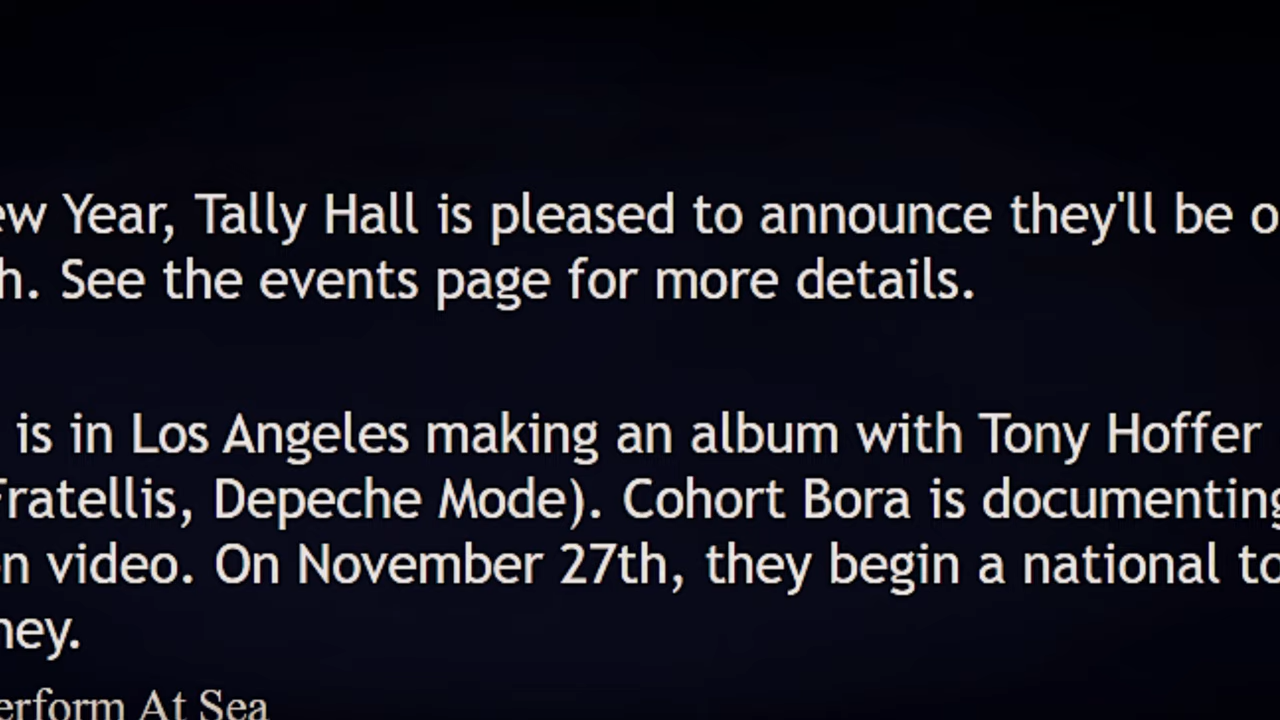 ew Year, Tally Hall is pleased to announce they'll be o
h. See the events page for more details.
is in Los Angeles making an album with Tony Hoffer
Fratellis, Depeche Mode). Cohort Bora is documenting
n video. On November 27th, they begin a national to
ney.
erform At Sea